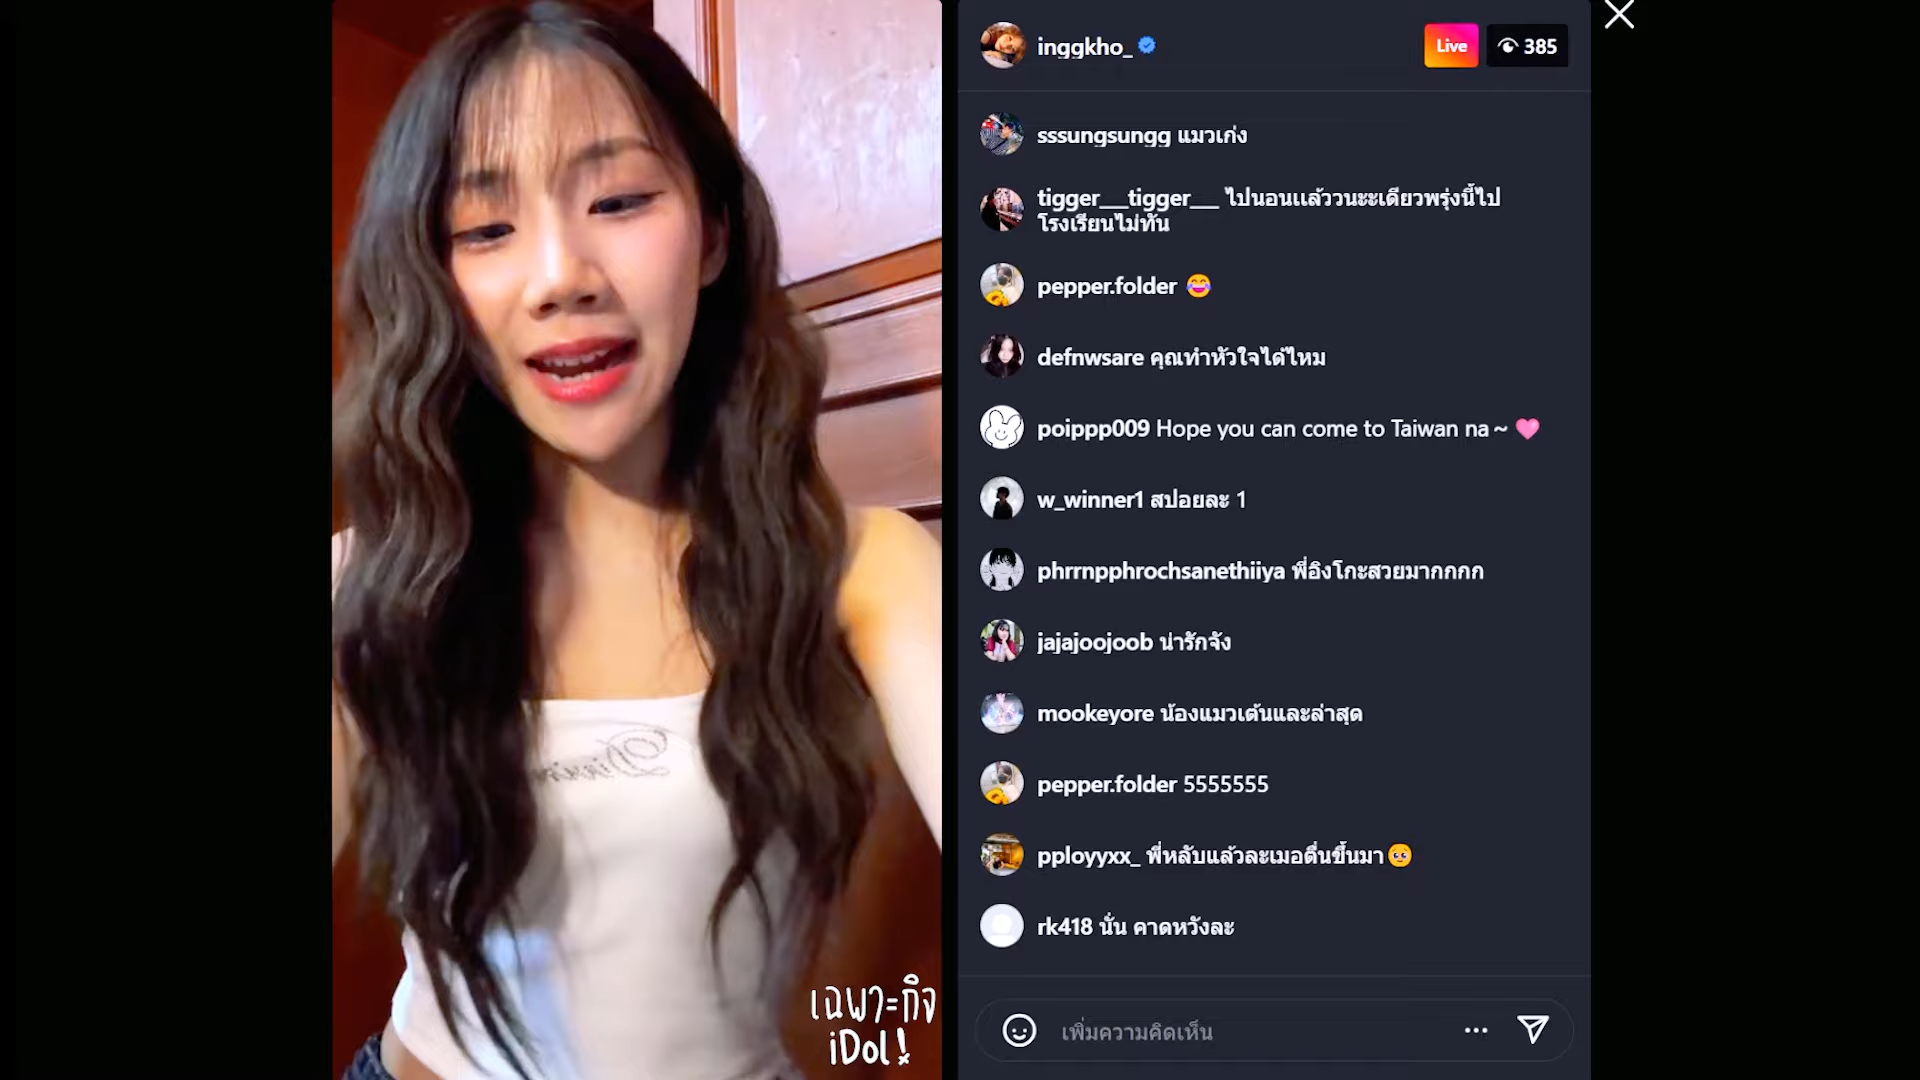 inggkho_
Live
385
sssungsungg แมวเก่ง
tigger___tigger___ ไปนอนแล้ววนะะเดียวพรุ่งนี้ไป
โรงเรียนไม่ทัน
pepper.folder 😂
defnwsare คุณทำหัวใจได้ไหม
poippp009 Hope you can come to Taiwan na~ 🩷
w_winner1 สปอยละ 1
phrrnpphrochsanethiiya พี่อิงโกะสวยมากกกก
jajajoojoob น่ารักจัง
mookeyore น้องแมวเต้นและล่าสุด
pepper.folder 5555555
pployyxx_ พี่หลับแล้วละเมอตื่นขึ้นมา🥺
rk418 นั่น คาดหวังละ
เพิ่มความคิดเห็น
เฉพาะกิจ
iDol!